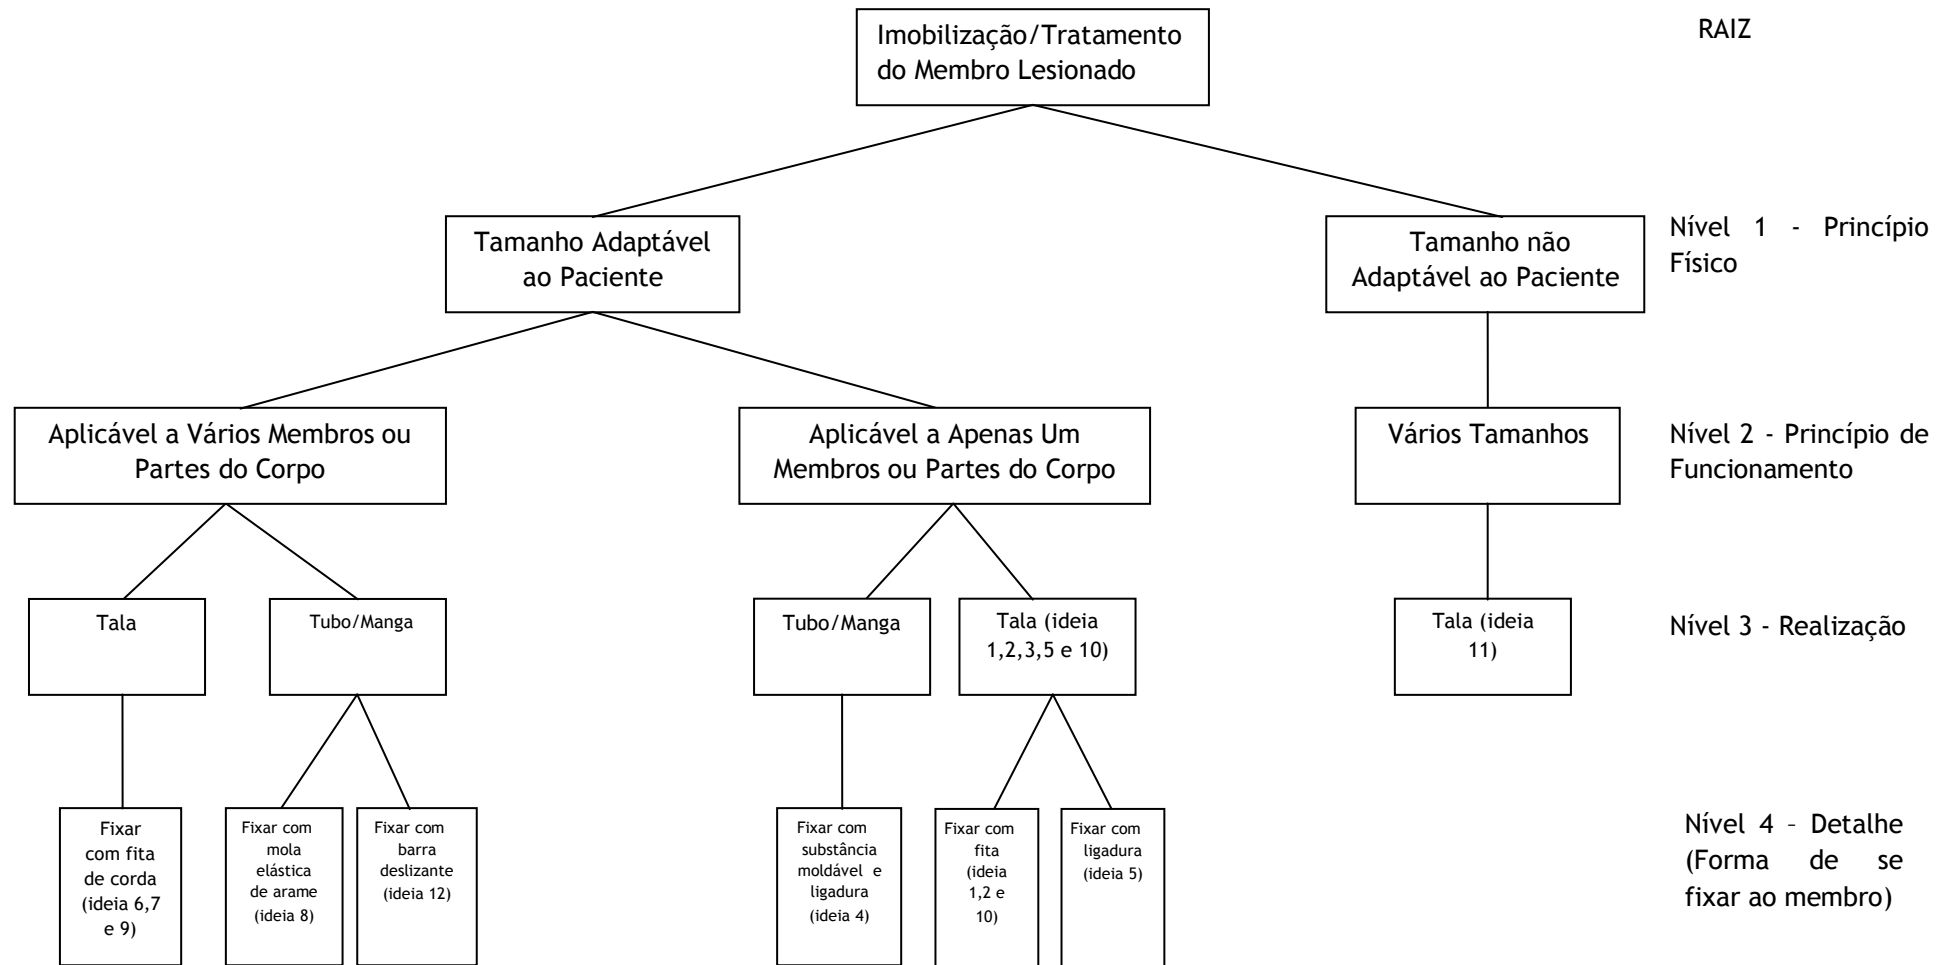 Imobilização/Tratamento
do Membro Lesionado
RAIZ
Tamanho Adaptável
ao Paciente
Tamanho não
Adaptável ao Paciente
Nível 1 - Princípio
Físico
Aplicável a Vários Membros ou
Partes do Corpo
Aplicável a Apenas Um
Membros ou Partes do Corpo
Vários Tamanhos
Nível 2 - Princípio de
Funcionamento
Tala
Tubo/Manga
Tubo/Manga
Tala (ideia
1,2,3,5 e 10)
Tala (ideia
11)
Nível 3 - Realização
Fixar
com fita
de corda
(ideia 6,7
e 9)
Fixar com
mola
elástica
de arame
(ideia 8)
Fixar com
barra
deslizante
(ideia 12)
Fixar com
substância
moldável e
ligadura
(ideia 4)
Fixar com
fita
(ideia
1,2 e
10)
Fixar com
ligadura
(ideia 5)
Nível 4 – Detalhe
(Forma de se
fixar ao membro)